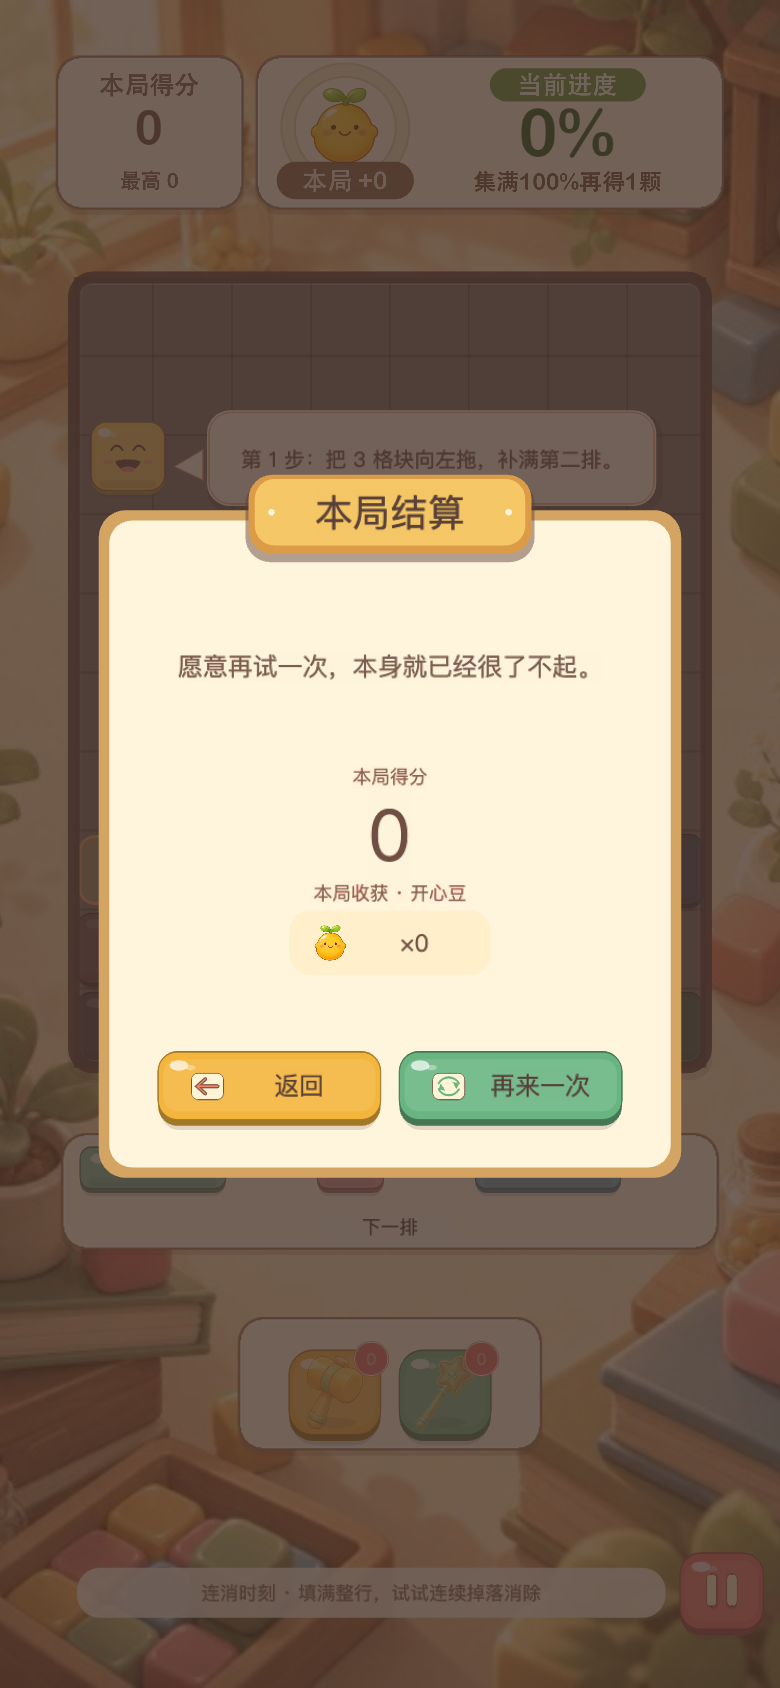 本局得分
0
最高 0
本局 +0
当前进度
0%
集满100%再得1颗
第 1 步：把 3 格块向左拖，补满第二排。
本局结算
愿意再试一次，本身就已经很了不起。
本局得分
0
本局收获 · 开心豆
×0
返回
再来一次
下一排
0
0
连消时刻 · 填满整行，试试连续掉落消除